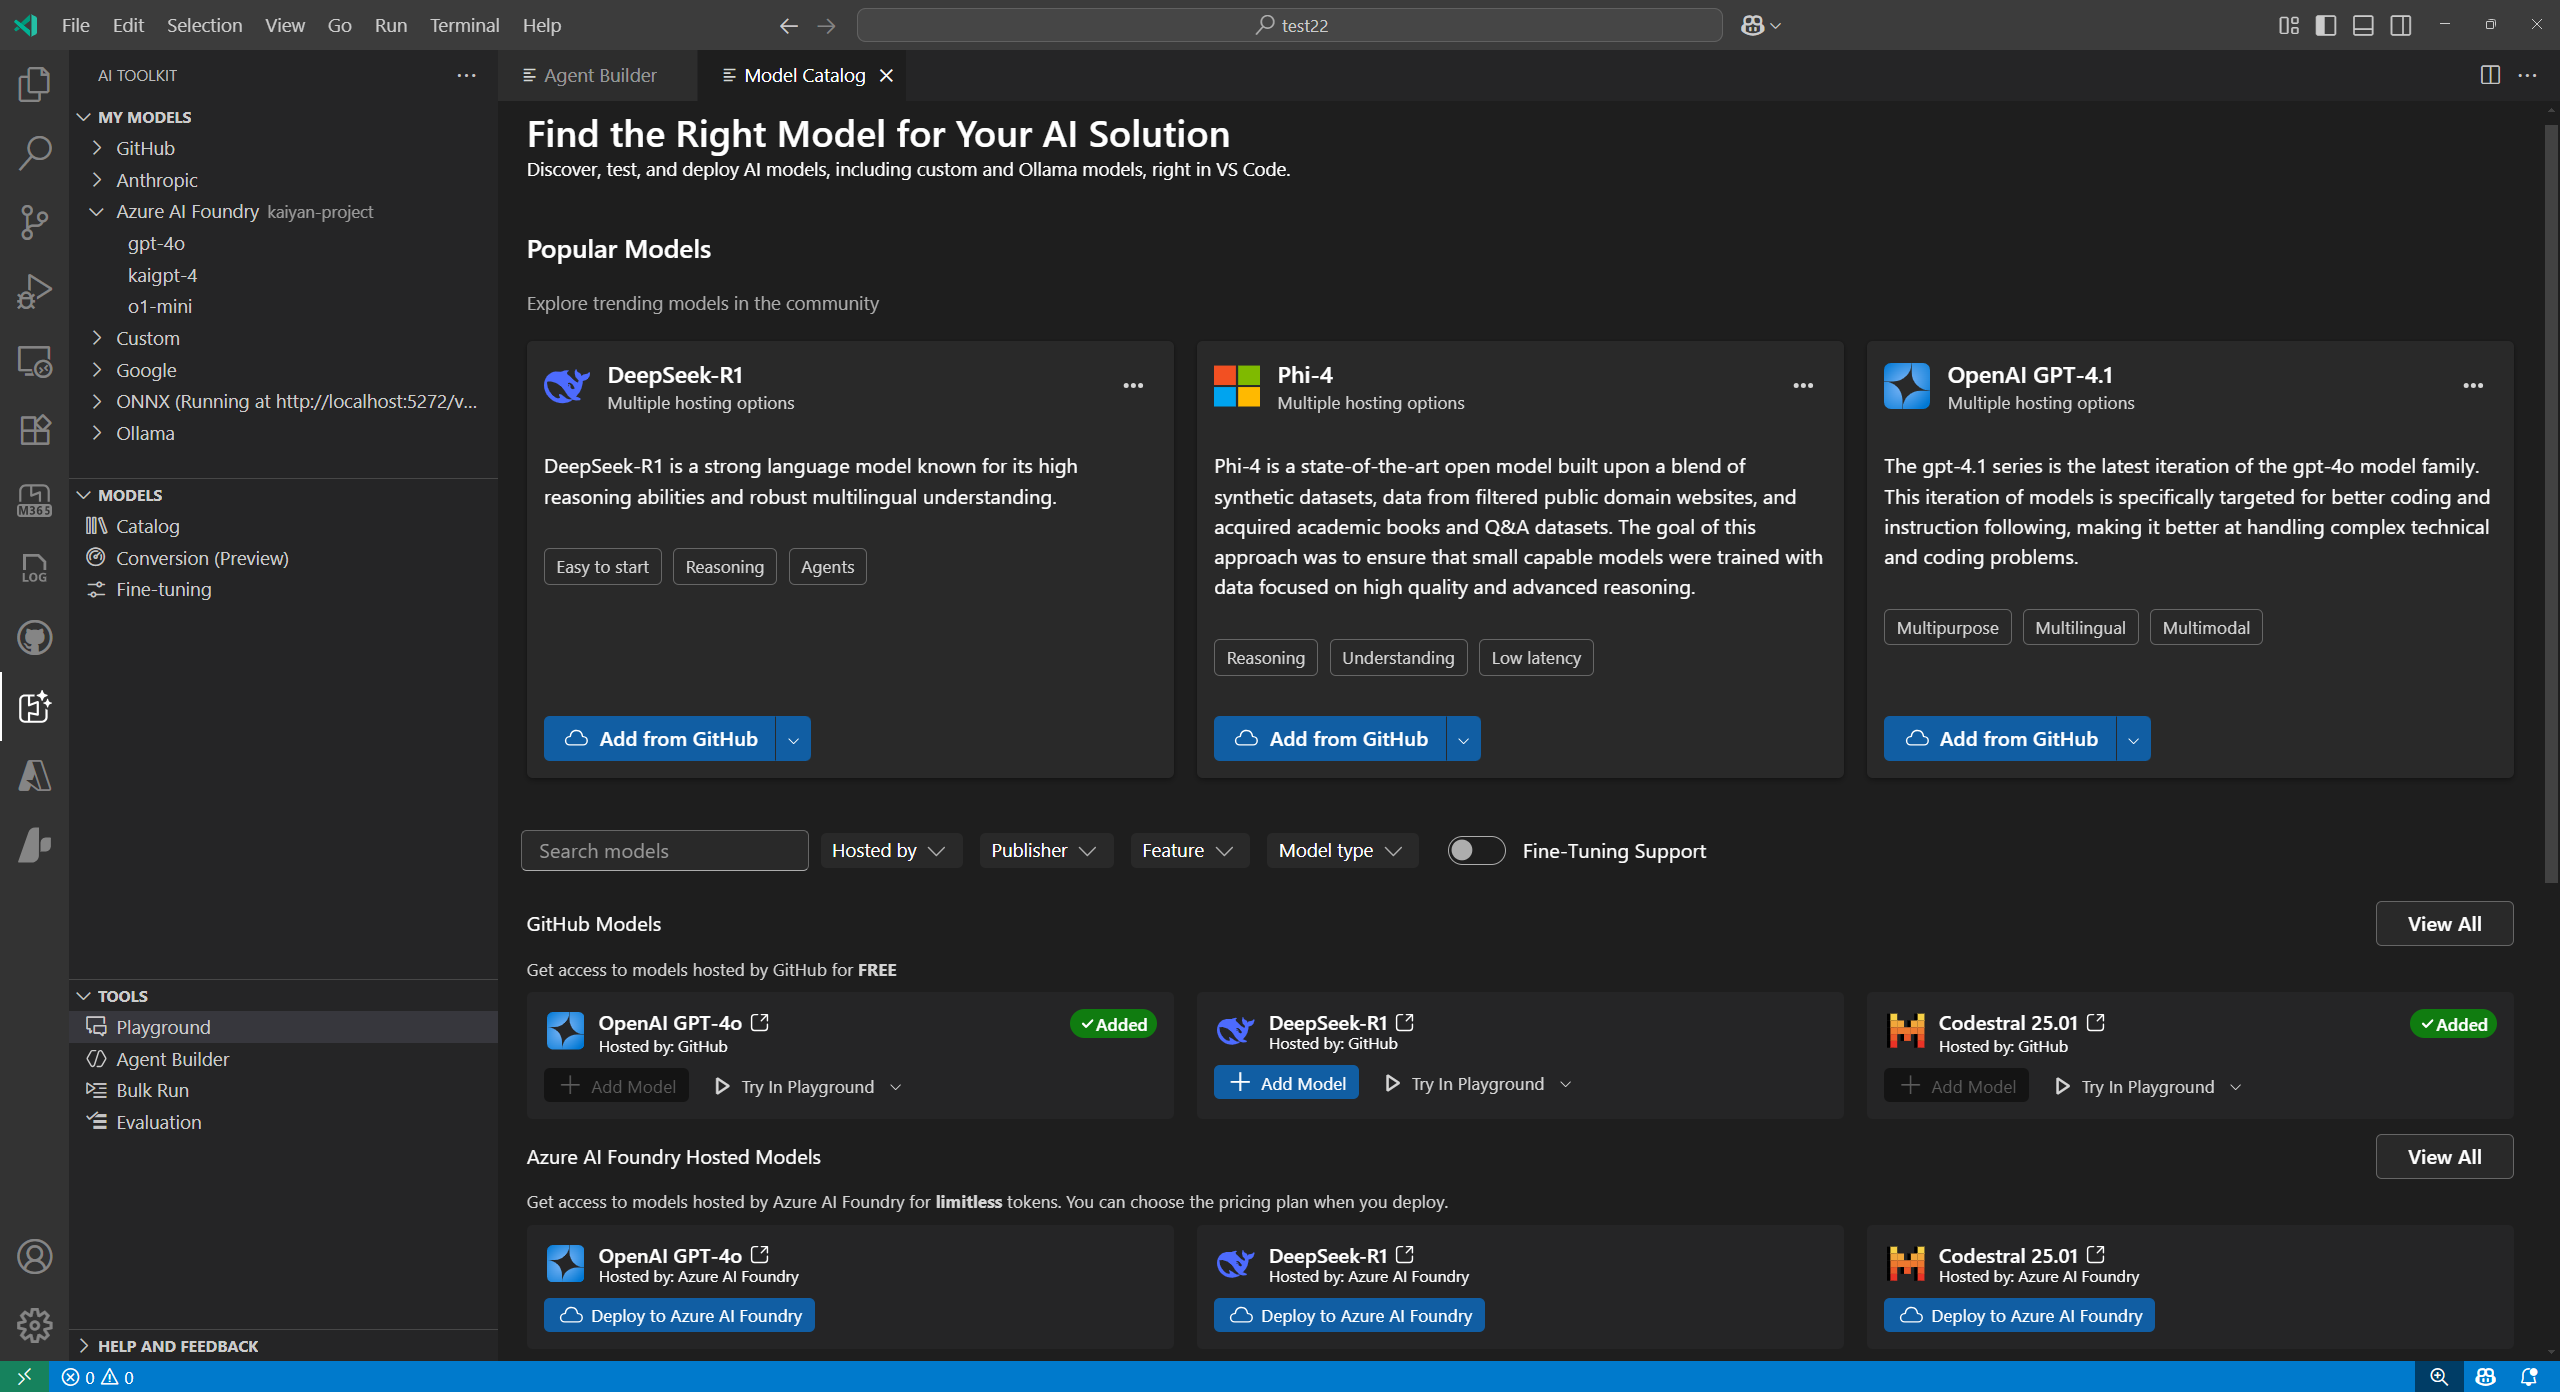 File Edit Selection View Go Run Terminal Help
test22
AI TOOLKIT
MY MODELS
GitHub
Anthropic
Azure AI Foundry kaiyan-project
gpt-4o
kaigpt-4
o1-mini
Custom
Google
ONNX (Running at http://localhost:5272/v...
Ollama
MODELS
Catalog
Conversion (Preview)
Fine-tuning
TOOLS
Playground
Agent Builder
Bulk Run
Evaluation
HELP AND FEEDBACK
M365
LOG
Agent Builder
Model Catalog
Find the Right Model for Your AI Solution
Discover, test, and deploy AI models, including custom and Ollama models, right in VS Code.
Popular Models
Explore trending models in the community
DeepSeek-R1
Multiple hosting options
DeepSeek-R1 is a strong language model known for its high
reasoning abilities and robust multilingual understanding.
Easy to start Reasoning Agents
Add from GitHub
Phi-4
Multiple hosting options
Phi-4 is a state-of-the-art open model built upon a blend of
synthetic datasets, data from filtered public domain websites, and
acquired academic books and Q&A datasets. The goal of this
approach was to ensure that small capable models were trained with
data focused on high quality and advanced reasoning.
Reasoning Understanding Low latency
Add from GitHub
OpenAI GPT-4.1
Multiple hosting options
The gpt-4.1 series is the latest iteration of the gpt-4o model family.
This iteration of models is specifically targeted for better coding and
instruction following, making it better at handling complex technical
and coding problems.
Multipurpose Multilingual Multimodal
Add from GitHub
Search models Hosted by Publisher Feature Model type Fine-Tuning Support
GitHub Models
View All
Get access to models hosted by GitHub for FREE
OpenAI GPT-4o
Added
Hosted by: GitHub
Add Model Try In Playground
DeepSeek-R1
Hosted by: GitHub
Add Model Try In Playground
Codestral 25.01
Added
Hosted by: GitHub
Add Model Try In Playground
Azure AI Foundry Hosted Models
View All
Get access to models hosted by Azure AI Foundry for limitless tokens. You can choose the pricing plan when you deploy.
OpenAI GPT-4o
Hosted by: Azure AI Foundry
Deploy to Azure AI Foundry
DeepSeek-R1
Hosted by: Azure AI Foundry
Deploy to Azure AI Foundry
Codestral 25.01
Hosted by: Azure AI Foundry
Deploy to Azure AI Foundry
0 0